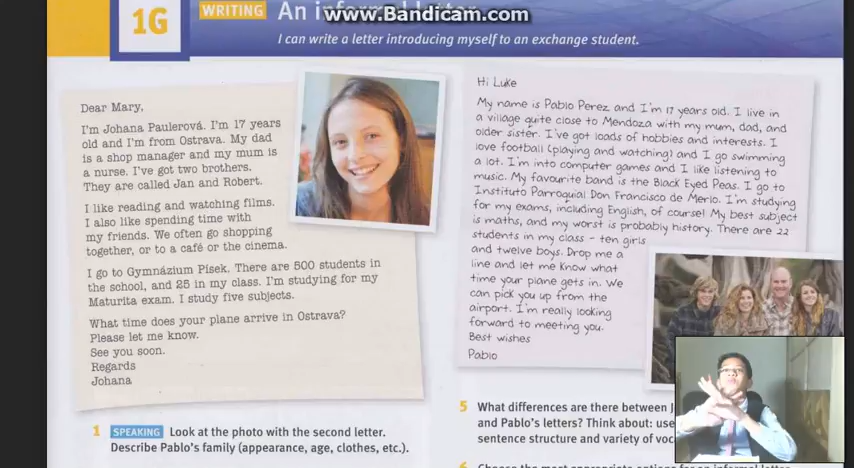 1G
WRITING An informal letter
www.Bandicam.com
I can write a letter introducing myself to an exchange student.
Dear Mary,
I'm Johana Paulerová. I'm 17 years
old and I'm from Ostrava. My dad
is a shop manager and my mum is
a nurse. I've got two brothers.
They are called Jan and Robert.
I like reading and watching films.
I also like spending time with
my friends. We often go shopping
together, or to a café or the cinema.
I go to Gymnázium Písek. There are 500 students in
the school, and 25 in my class. I'm studying for my
Maturita exam. I study five subjects.
What time does your plane arrive in Ostrava?
Please let me know.
See you soon.
Regards
Johana
Hi Luke
My name is Pablo Perez and I'm 17 years old. I live in
a village quite close to Mendoza with my mum, dad, and
older sister. I've got loads of hobbies and interests. I
love football (playing and watching) and I go swimming
a lot. I'm into computer games and I like listening to
music. My favourite band is the Black Eyed Peas. I go to
Instituto Parroquial Don Francisco de Merlo. I'm studying
for my exams, including English, of course! My best subject
is maths, and my worst is probably history. There are 22
students in my class – ten girls
and twelve boys. Drop me a
line and let me know what
time your plane gets in. We
can pick you up from the
airport. I'm really looking
forward to meeting you.
Best wishes
Pablo
1 SPEAKING Look at the photo with the second letter.
Describe Pablo's family (appearance, age, clothes, etc.).
5 What differences are there between J
and Pablo's letters? Think about: use
sentence structure and variety of voc
6 Choose the most appropriate options for an informal letter